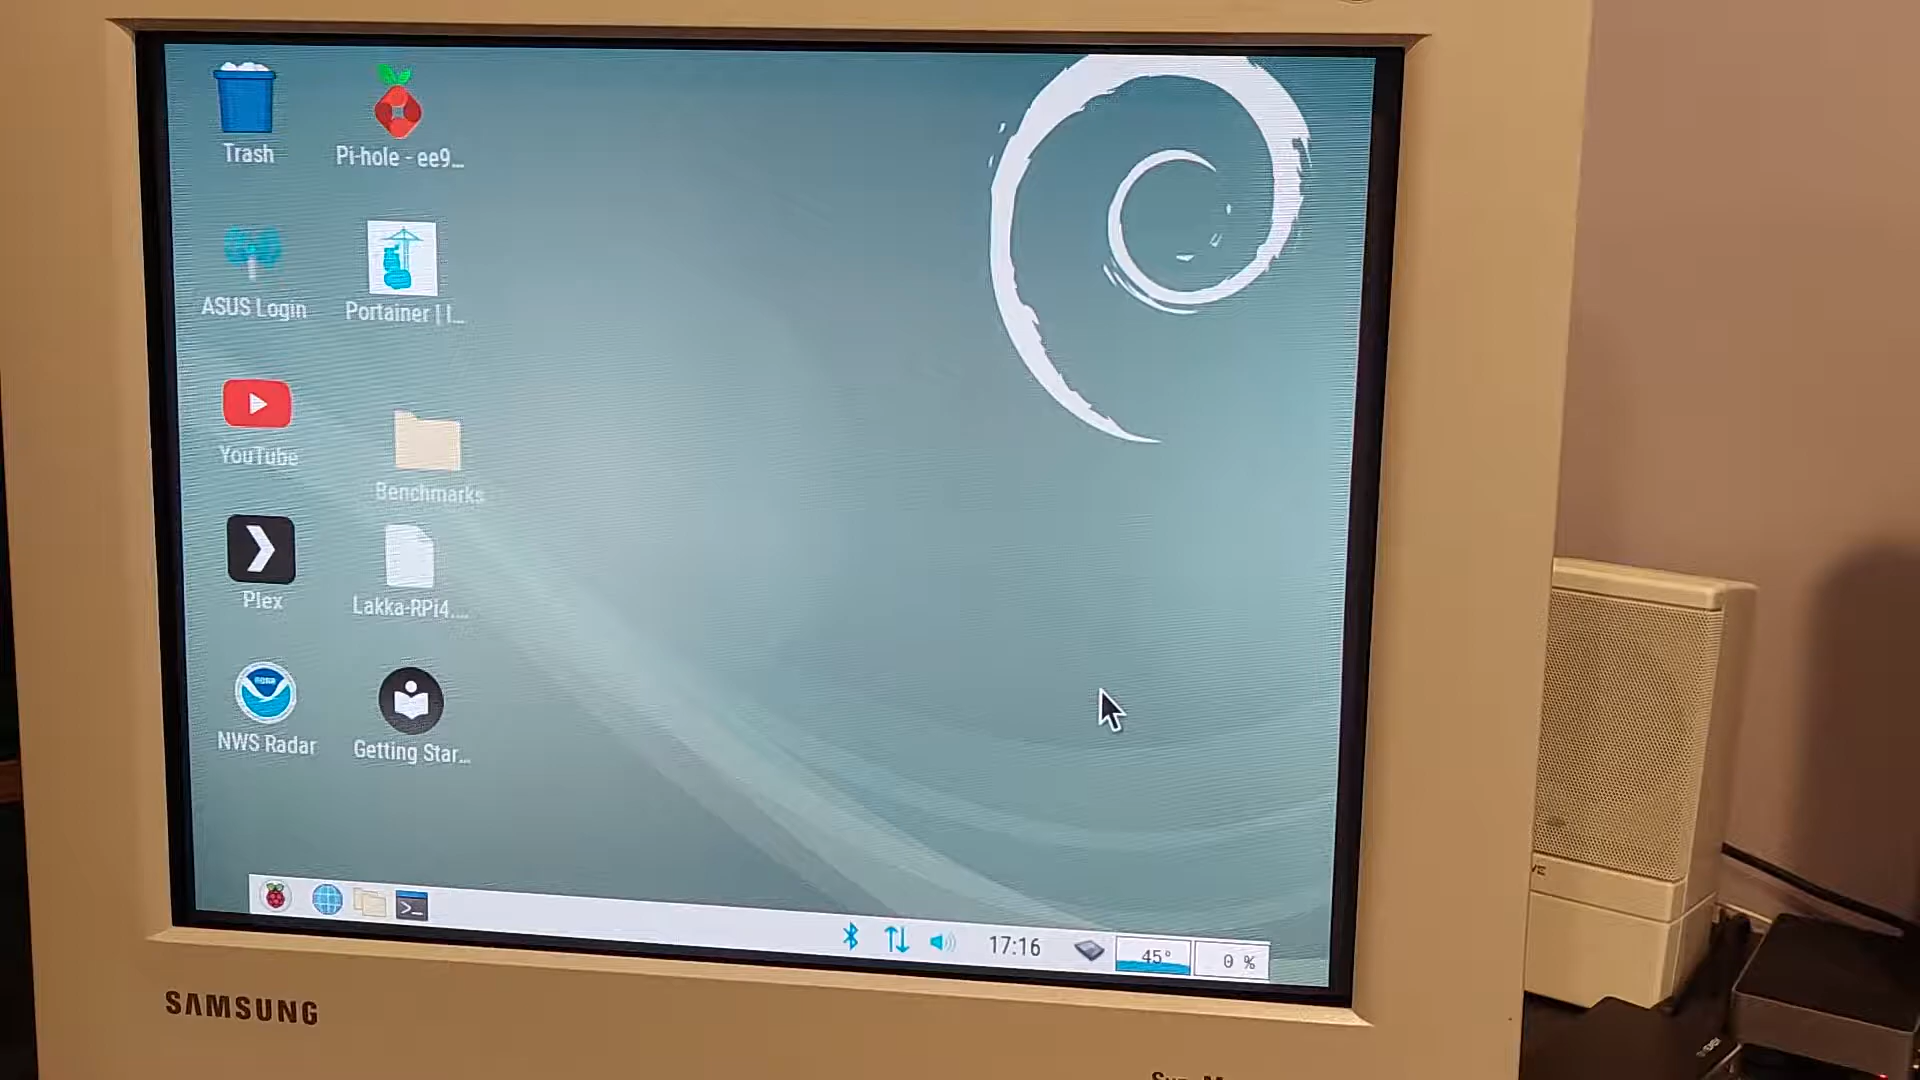 Trash
Pi-hole - ee9...
ASUS Login
Portainer | l...
YouTube
Benchmarks
Plex
Lakka-RPi4....
NWS Radar
Getting Star...
17:16
45°
0 %
SAMSUNG